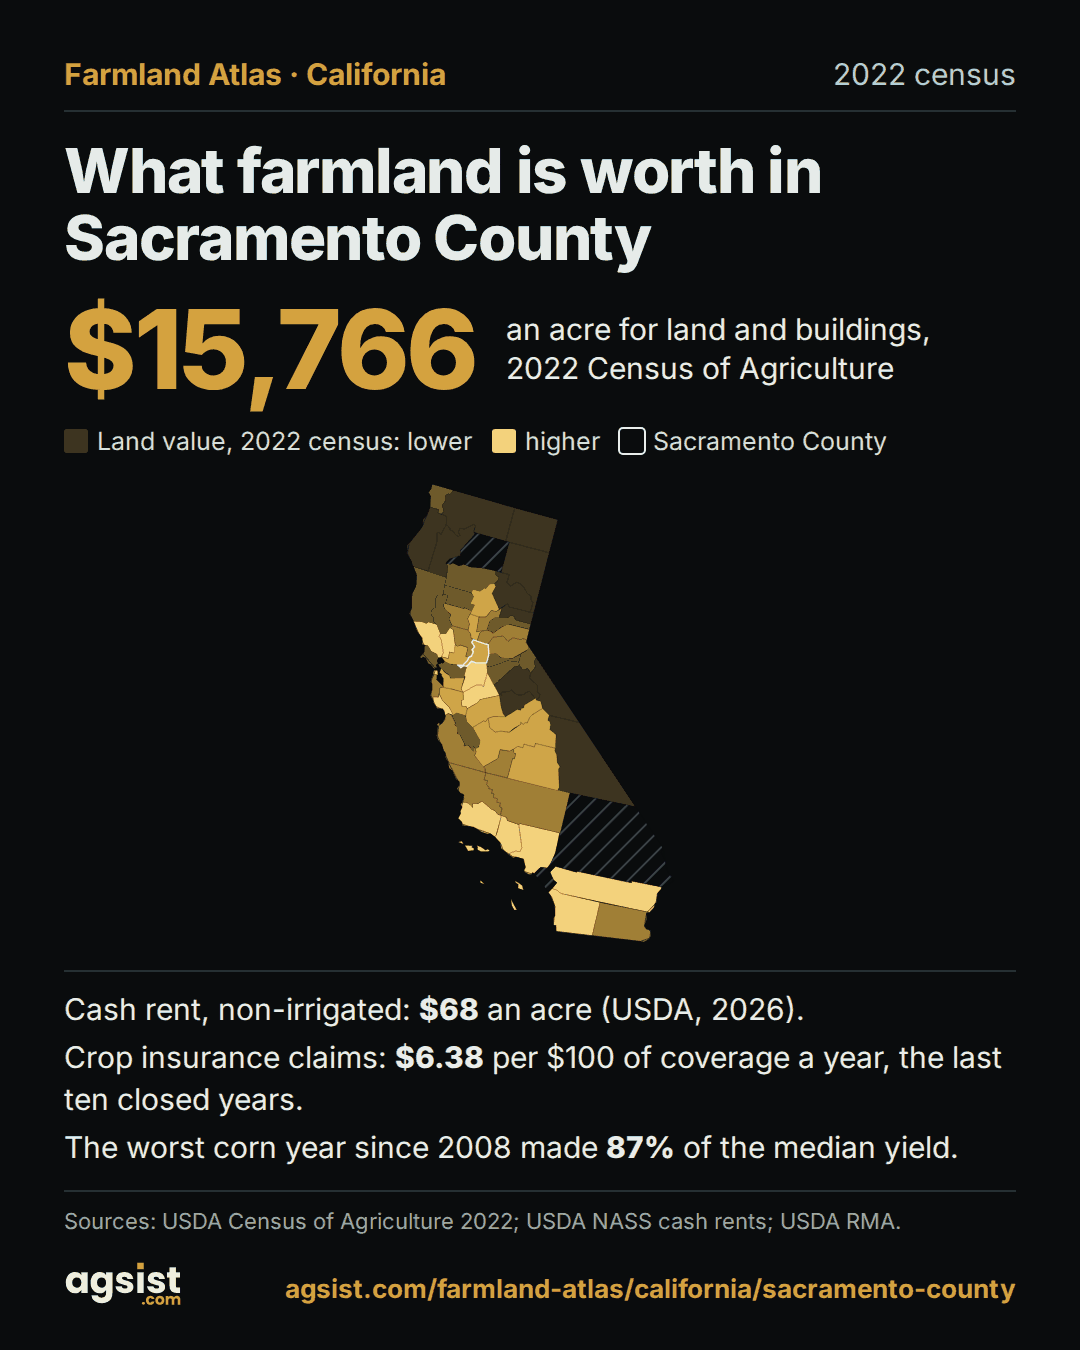 Farmland Atlas · California
2022 census
What farmland is worth in
Sacramento County
$15,766
an acre for land and buildings,
2022 Census of Agriculture
Land value, 2022 census: lower
higher
Sacramento County
Cash rent, non-irrigated: $68 an acre (USDA, 2026).
Crop insurance claims: $6.38 per $100 of coverage a year, the last
ten closed years.
The worst corn year since 2008 made 87% of the median yield.
Sources: USDA Census of Agriculture 2022; USDA NASS cash rents; USDA RMA.
agsist
.com
agsist.com/farmland-atlas/california/sacramento-county